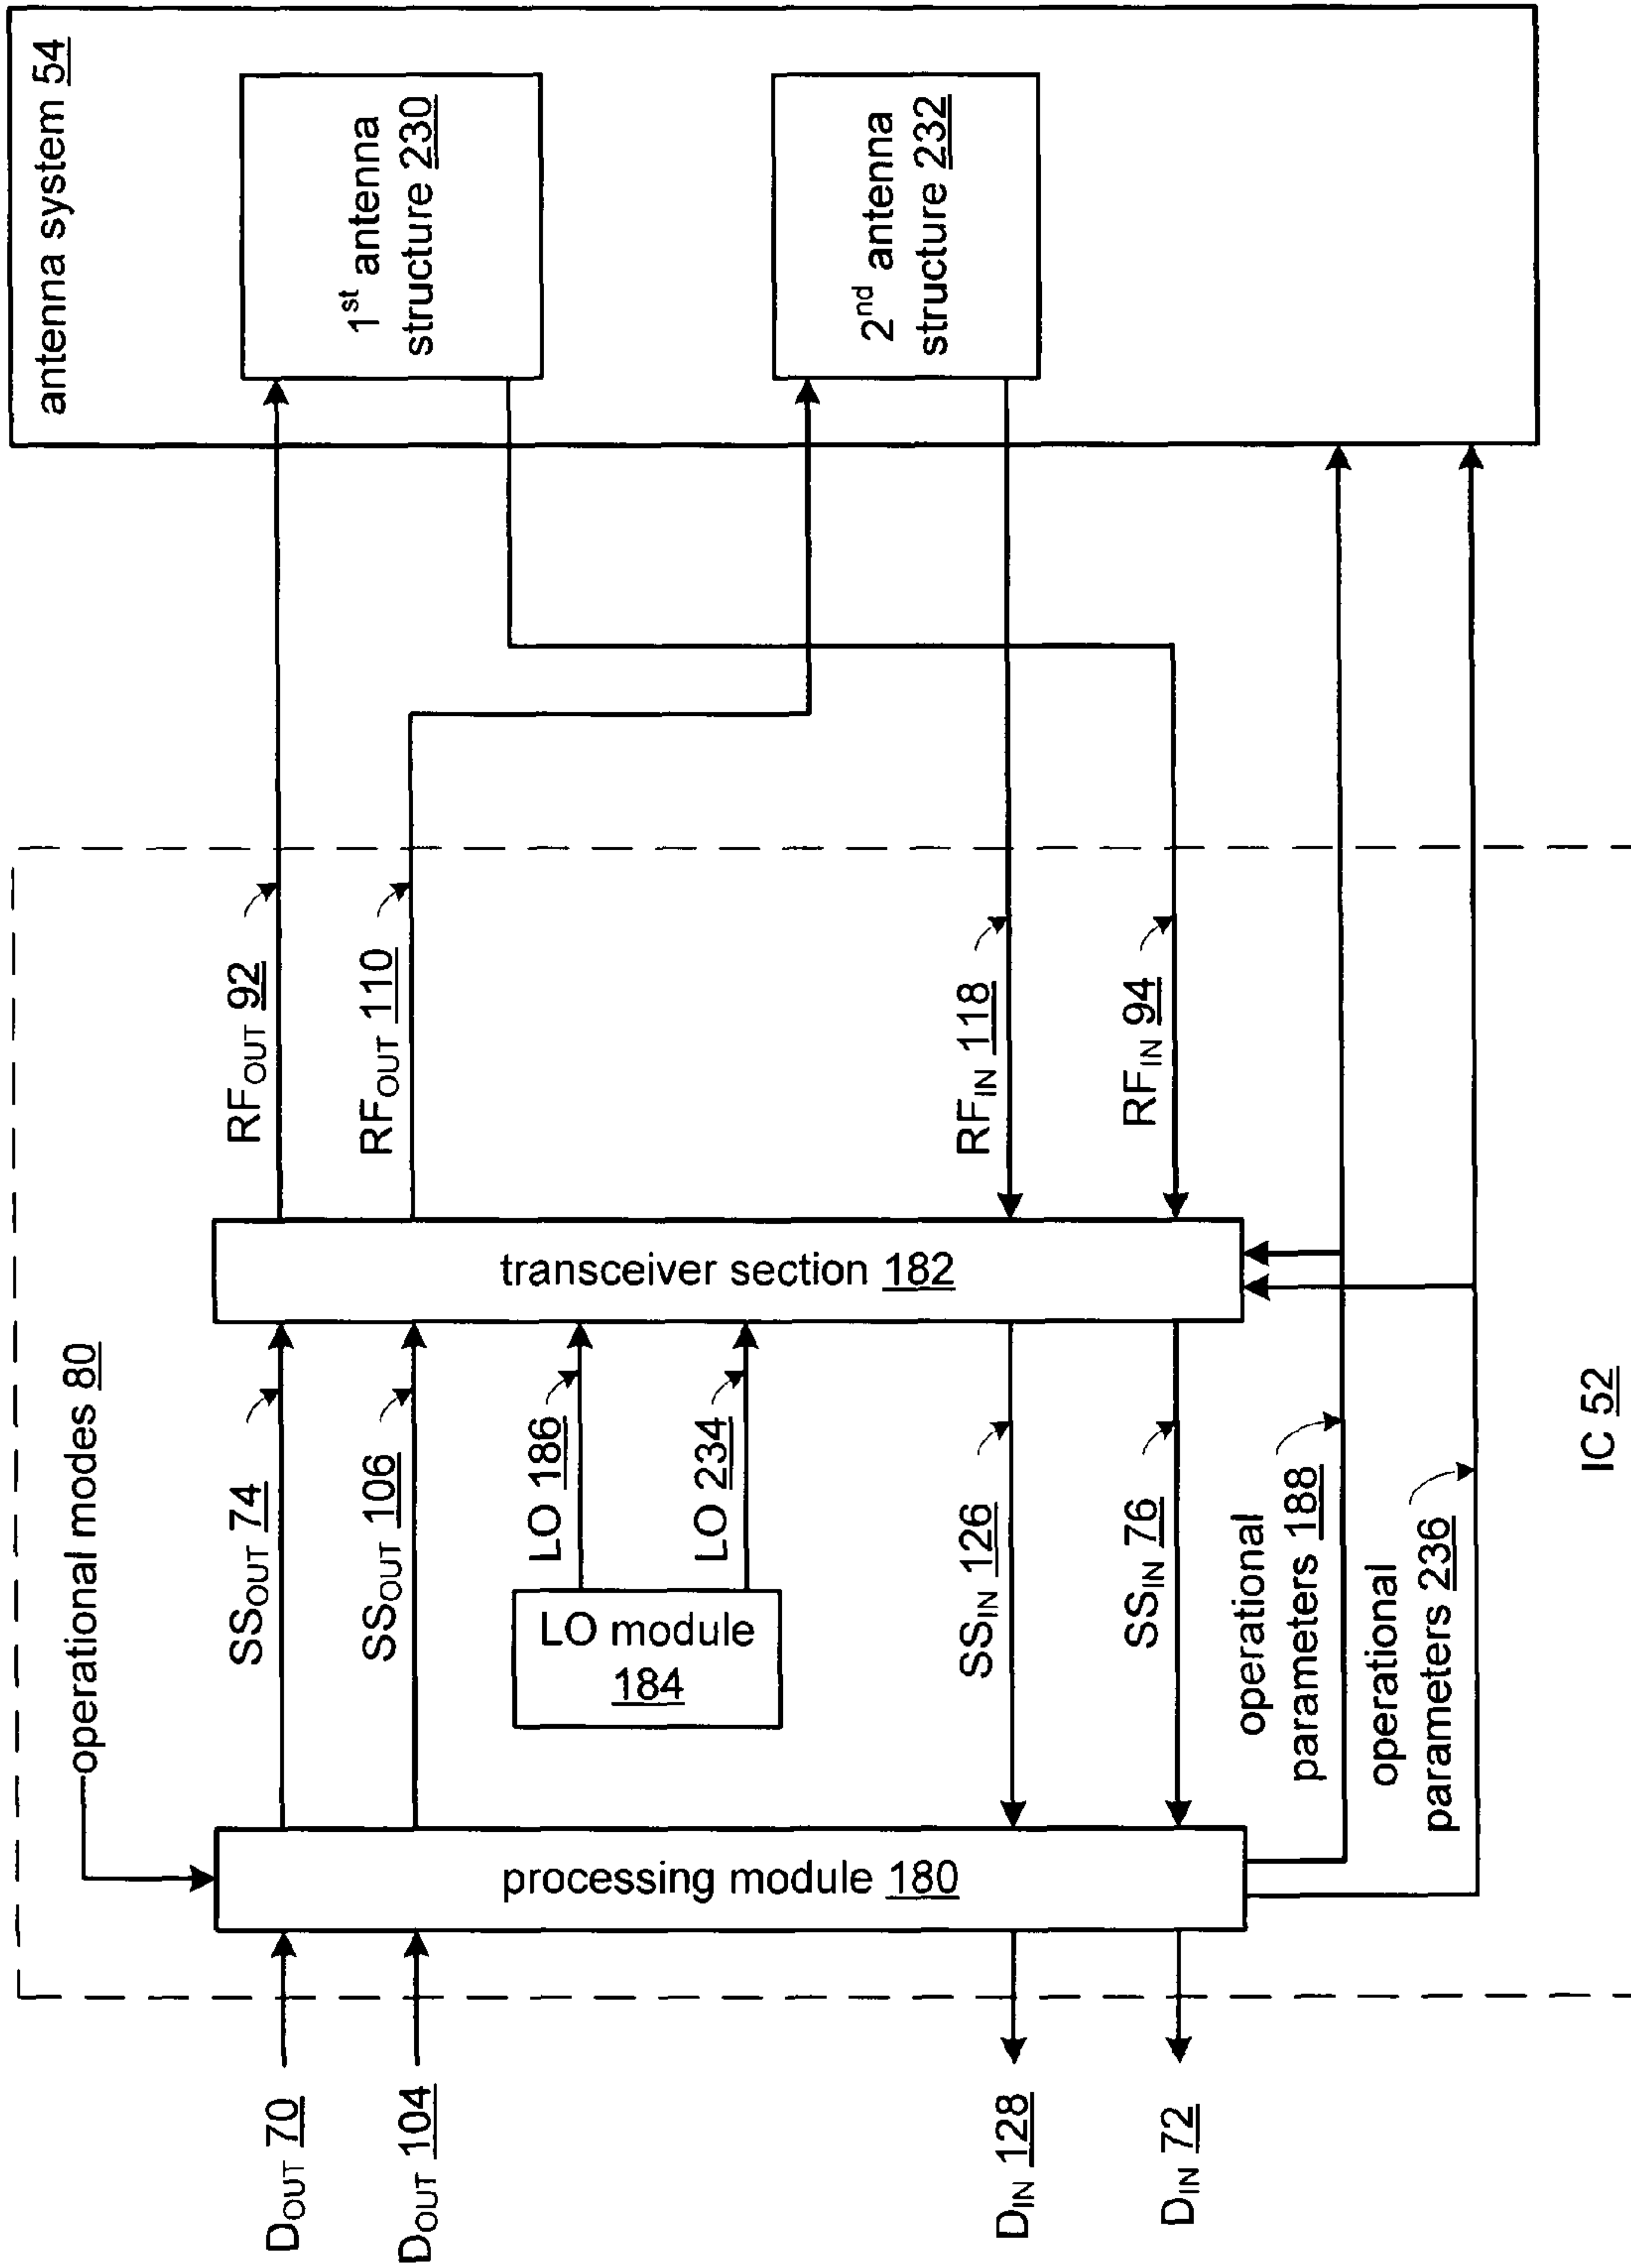 antenna system 54
1st antenna
structure 230
2nd antenna
structure 232
RFOUT 92
RFOUT 110
RFIN 118
RFIN 94
transceiver section 182
operational modes 80
SSOUT 74
SSOUT 106
LO 186
LO 234
LO module
184
SSIN 126
SSIN 76
operational
parameters 188
operational
parameters 236
processing module 180
DOUT 70
DOUT 104
DIN 128
DIN 72
IC 52